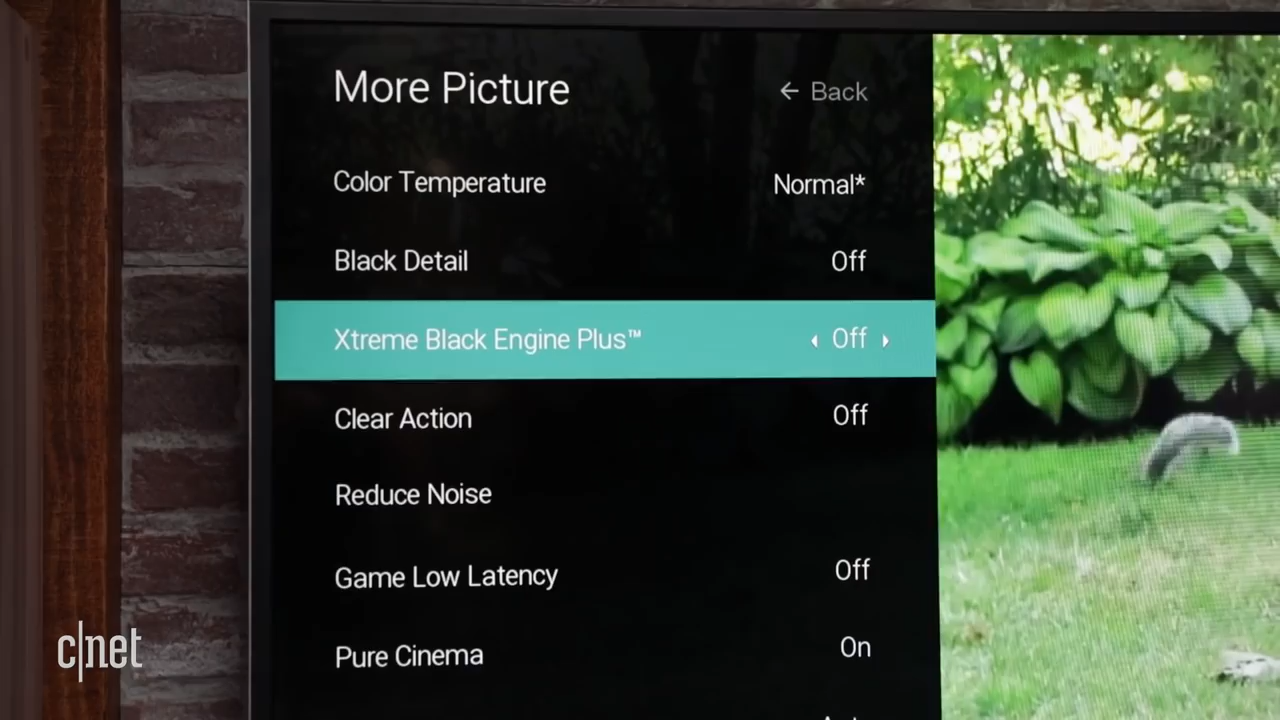 More Picture
← Back
Color Temperature Normal*
Black Detail Off
Xtreme Black Engine Plus™ Off
Clear Action Off
Reduce Noise
Game Low Latency Off
Pure Cinema On
c|net